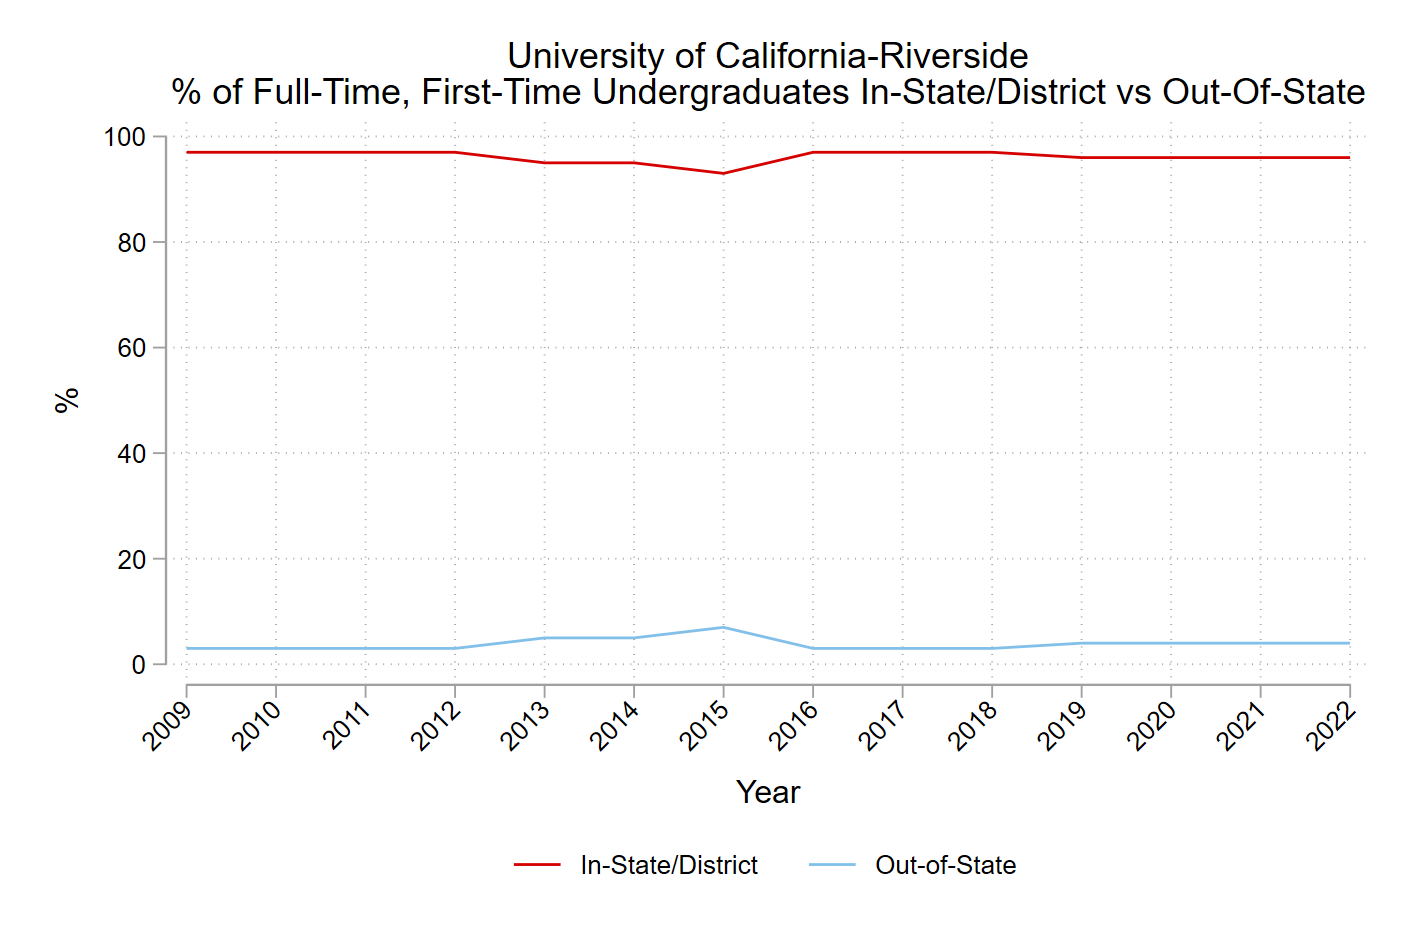 University of California-Riverside
% of Full-Time, First-Time Undergraduates In-State/District vs Out-Of-State
100
80
60
40
20
0
%
2009 2010 2011 2012 2013 2014 2015 2016 2017 2018 2019 2020 2021 2022
Year
In-State/District Out-of-State